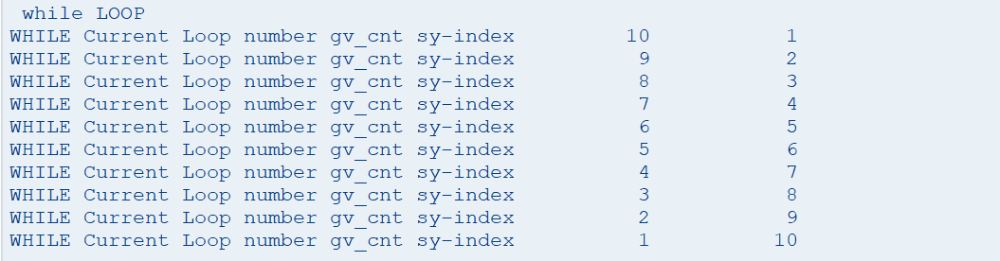 while LOOP
WHILE Current Loop number gv_cnt sy-index 10 1
WHILE Current Loop number gv_cnt sy-index 9 2
WHILE Current Loop number gv_cnt sy-index 8 3
WHILE Current Loop number gv_cnt sy-index 7 4
WHILE Current Loop number gv_cnt sy-index 6 5
WHILE Current Loop number gv_cnt sy-index 5 6
WHILE Current Loop number gv_cnt sy-index 4 7
WHILE Current Loop number gv_cnt sy-index 3 8
WHILE Current Loop number gv_cnt sy-index 2 9
WHILE Current Loop number gv_cnt sy-index 1 10